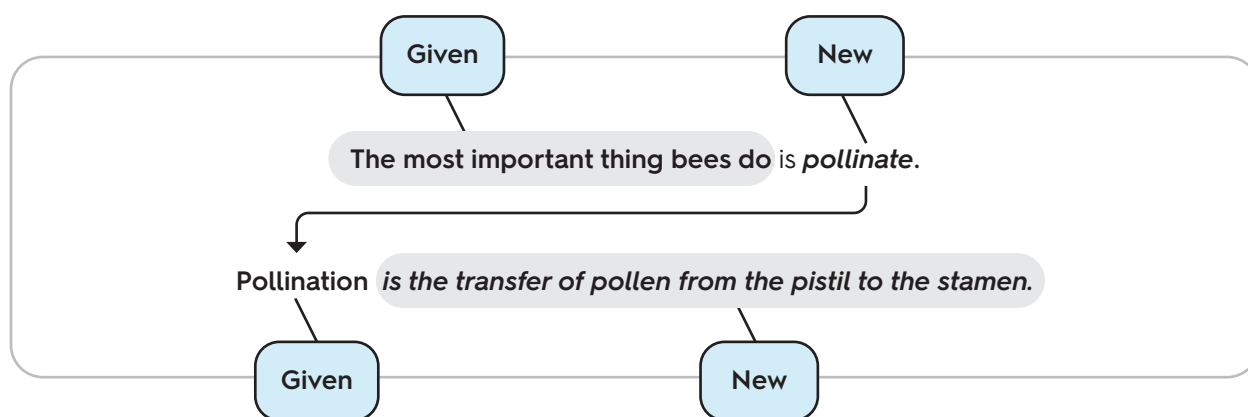 Given
New
The most important thing bees do is pollinate.
Pollination is the transfer of pollen from the pistil to the stamen.
Given
New